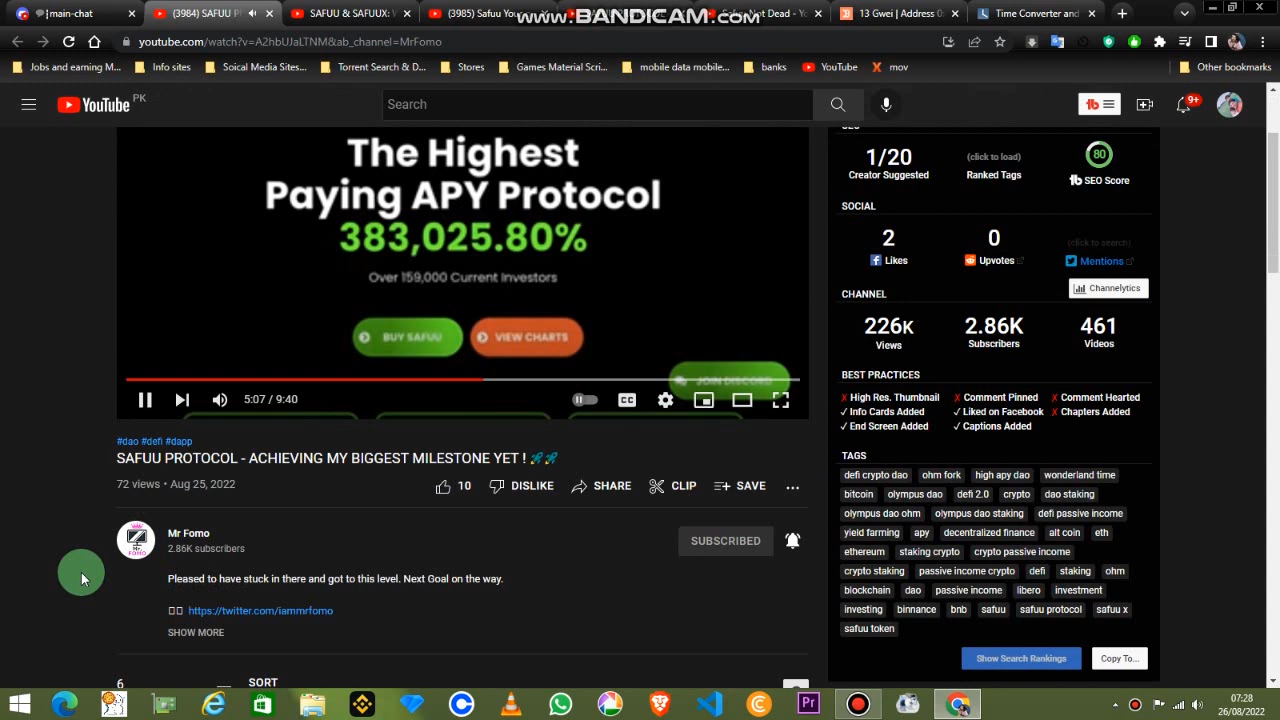 main-chat
(3984) SAFUU P
SAFUU & SAFUUX:
(3985) Safuu You
Not Dead - Yo
13 Gwei | Address 0
Time Converter and
www.BANDICAM.com
youtube.com/watch?v=A2hbUJaLTNM&ab_channel=MrFomo
Jobs and earning M...
Info sites
Soical Media Sites...
Torrent Search & D...
Stores
Games Material Scri...
mobile data mobile...
banks
YouTube
mov
Other bookmarks
YouTube PK
Search
9+
The Highest
Paying APY Protocol
383,025.80%
Over 159,000 Current Investors
BUY SAFUU
VIEW CHARTS
JOIN DISCORD
5:07 / 9:40
CC
#dao #defi #dapp
SAFUU PROTOCOL - ACHIEVING MY BIGGEST MILESTONE YET ! 🚀🚀
72 views • Aug 25, 2022
10
DISLIKE
SHARE
CLIP
SAVE
Mr Fomo
2.86K subscribers
SUBSCRIBED
Pleased to have stuck in there and got to this level. Next Goal on the way.
https://twitter.com/iammrfomo
SHOW MORE
6
SORT
SEO
1/20
Creator Suggested
(click to load)
Ranked Tags
80
tb SEO Score
SOCIAL
2
Likes
0
Upvotes
(click to search)
Mentions
CHANNEL
Channelytics
226K
Views
2.86K
Subscribers
461
Videos
BEST PRACTICES
X High Res. Thumbnail
X Comment Pinned
X Comment Hearted
✓ Info Cards Added
✓ Liked on Facebook
X Chapters Added
✓ End Screen Added
✓ Captions Added
TAGS
defi crypto dao
ohm fork
high apy dao
wonderland time
bitcoin
olympus dao
defi 2.0
crypto
dao staking
olympus dao ohm
olympus dao staking
defi passive income
yield farming
apy
decentralized finance
alt coin
eth
ethereum
staking crypto
crypto passive income
crypto staking
passive income crypto
defi
staking
ohm
blockchain
dao
passive income
libero
investment
investing
binnance
bnb
safuu
safuu protocol
safuu x
safuu token
Show Search Rankings
Copy To...
07:28
26/08/2022